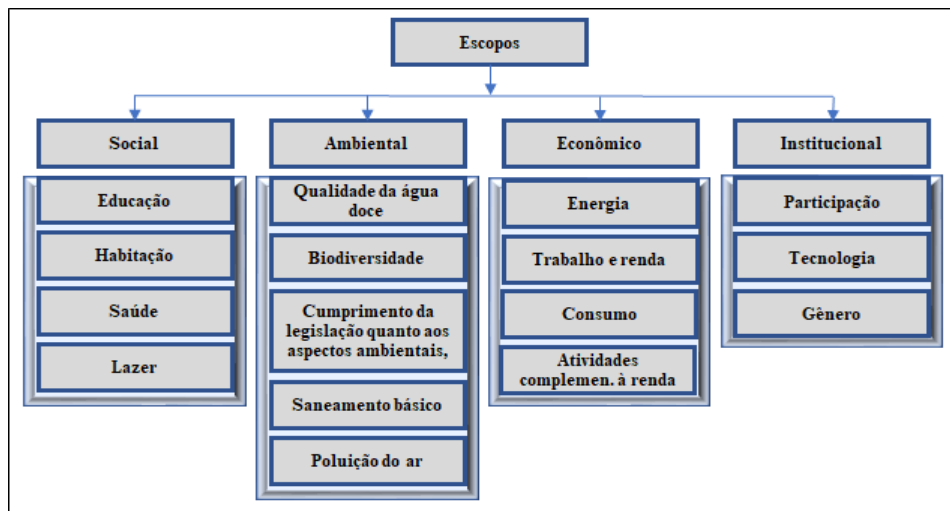 Escopos
Social
Educação
Habitação
Saúde
Lazer
Ambiental
Qualidade da água
doce
Biodiversidade
Cumprimento da
legislação quanto aos
aspectos ambientais,
Saneamento básico
Poluição do ar
Econômico
Energia
Trabalho e renda
Consumo
Atividades
complemen. à renda
Institucional
Participação
Tecnologia
Gênero